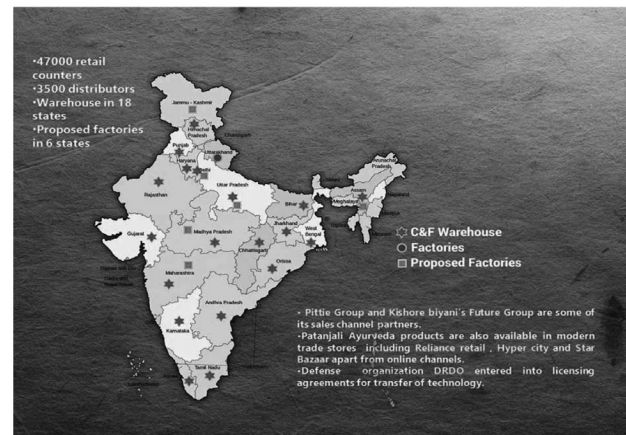 •47000 retail
counters
•3500 distributors
•Warehouse in 18
states
•Proposed factories
in 6 states
Jammu - Kashmir
Himachal
Pradesh
Punjab
Chandigarh
Uttarakhand
Haryana
Delhi
Arunachal
Pradesh
Rajasthan
Uttar Pradesh
Assam
Meghalaya
Bihar
Gujarat
Madhya Pradesh
Jharkhand
West
Bengal
Chhattisgarh
Orissa
Maharashtra
Andhra Pradesh
Karnataka
Tamil Nadu
C&F Warehouse
Factories
Proposed Factories
• Pittie Group and Kishore biyani's Future Group are some of
its sales channel partners.
•Patanjali Ayurveda products are also available in modern
trade stores including Reliance retail , Hyper city and Star
Bazaar apart from online channels.
•Defense organization DRDO entered into licensing
agreements for transfer of technology.